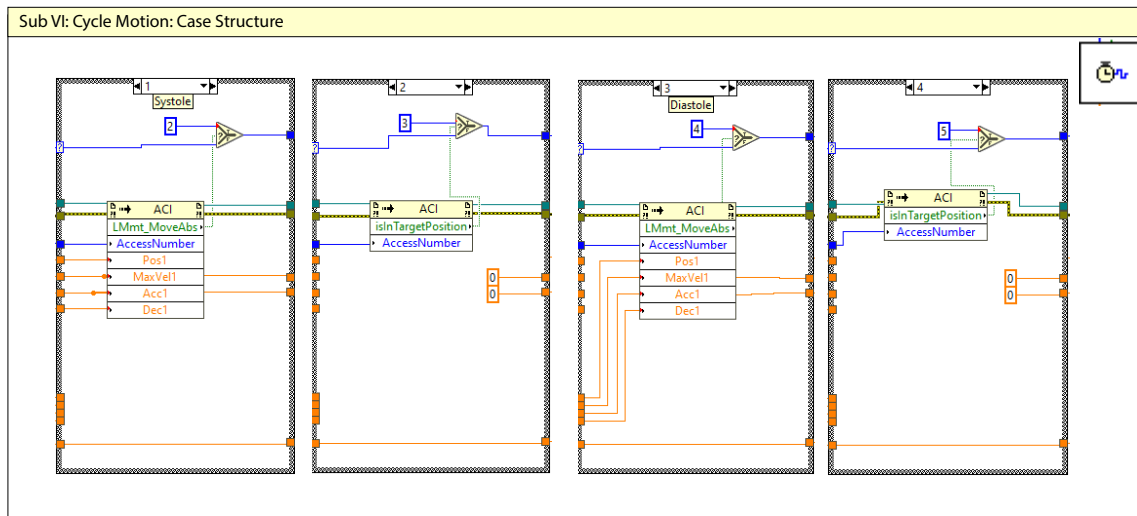 Sub VI: Cycle Motion: Case Structure
1
Systole
2
?
ACI
LMmt_MoveAbs
AccessNumber
Pos1
MaxVel1
Acc1
Dec1
2
3
?
ACI
isInTargetPosition
AccessNumber
0
0
3
Diastole
4
?
ACI
LMmt_MoveAbs
AccessNumber
Pos1
MaxVel1
Acc1
Dec1
4
5
?
ACI
isInTargetPosition
AccessNumber
0
0